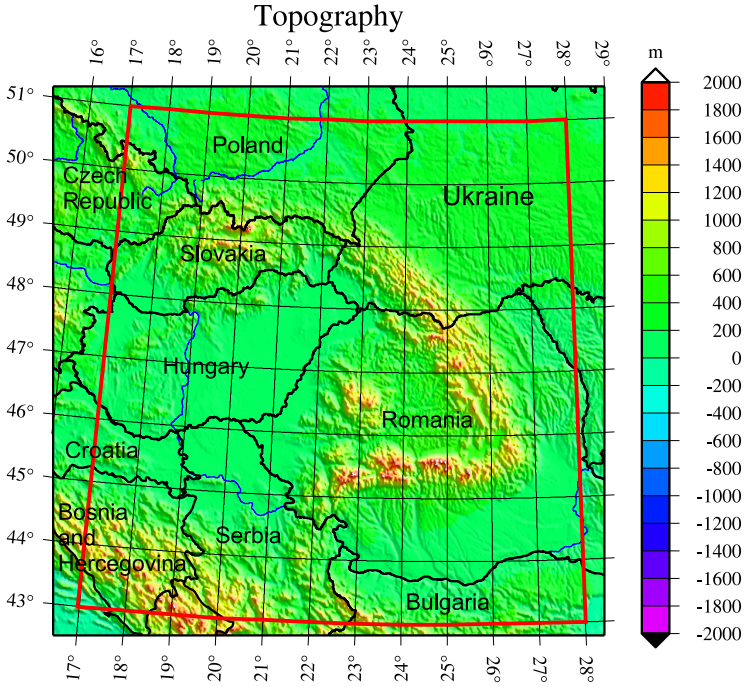 Topography
16° 17° 18° 19° 20° 21° 22° 23° 24° 25° 26° 27° 28° 29°
m
51°
50°
49°
48°
47°
46°
45°
44°
43°
Poland
Czech
Republic
Ukraine
Slovakia
Hungary
Romania
Croatia
Bosnia
and
Hercegovina
Serbia
Bulgaria
17° 18° 19° 20° 21° 22° 23° 24° 25° 26° 27° 28°
2000
1800
1600
1400
1200
1000
800
600
400
200
0
-200
-400
-600
-800
-1000
-1200
-1400
-1600
-1800
-2000